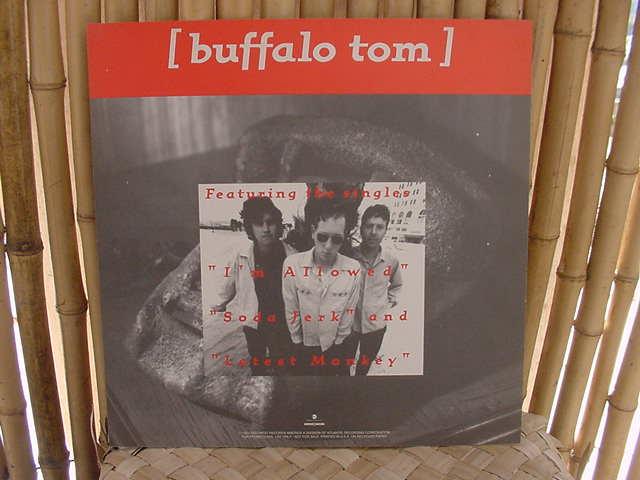 [ buffalo tom ]
Featuring the singles
"I'm Allowed"
"Soda Jerk" and
"Latest Monkey"